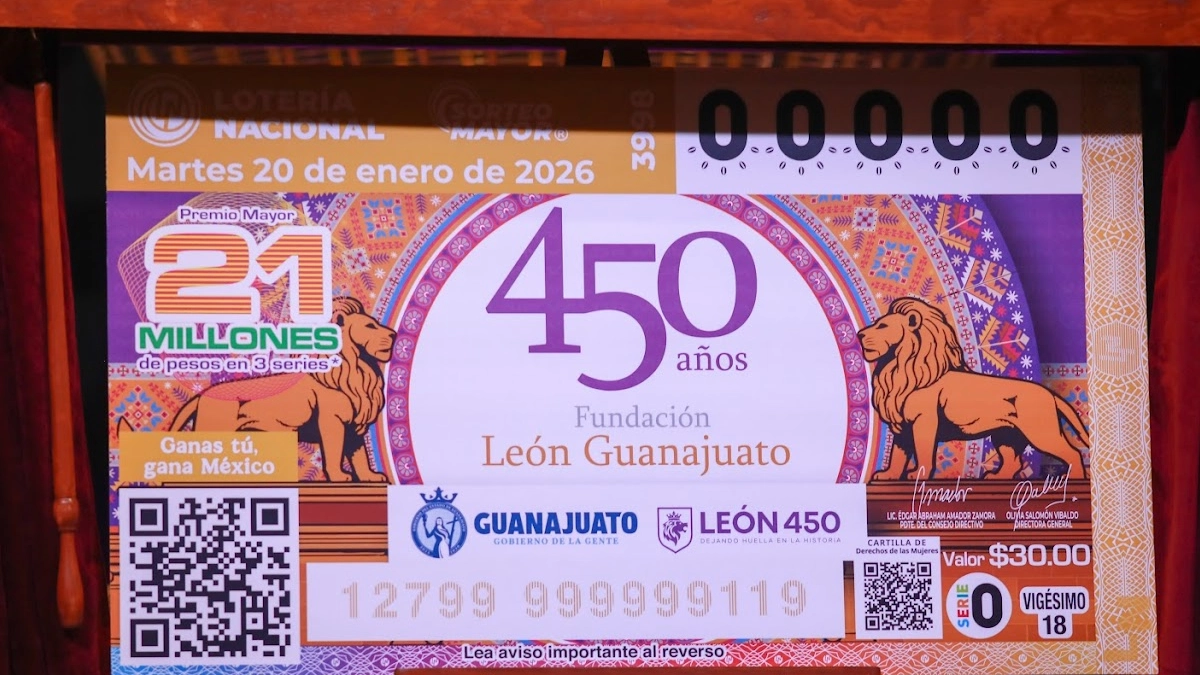 LOTERÍA
NACIONAL
SORTEO
MAYOR®
3998
00000
Martes 20 de enero de 2026
Premio Mayor
21
MILLONES
de pesos en 3 series*
450
años
Fundación
León Guanajuato
Ganas tú,
gana México
GUANAJUATO
GOBIERNO DE LA GENTE
LEÓN 450
DEJANDO HUELLA EN LA HISTORIA
LIC. ÉDGAR ABRAHAM AMADOR ZAMORA
PDTE. DEL CONSEJO DIRECTIVO
OLIVIA SALOMÓN VIBALDO
DIRECTORA GENERAL
CARTILLA DE
Derechos de las Mujeres
Valor $30.00
SERIE
0
VIGÉSIMO
18
12799 999999119
Lea aviso importante al reverso